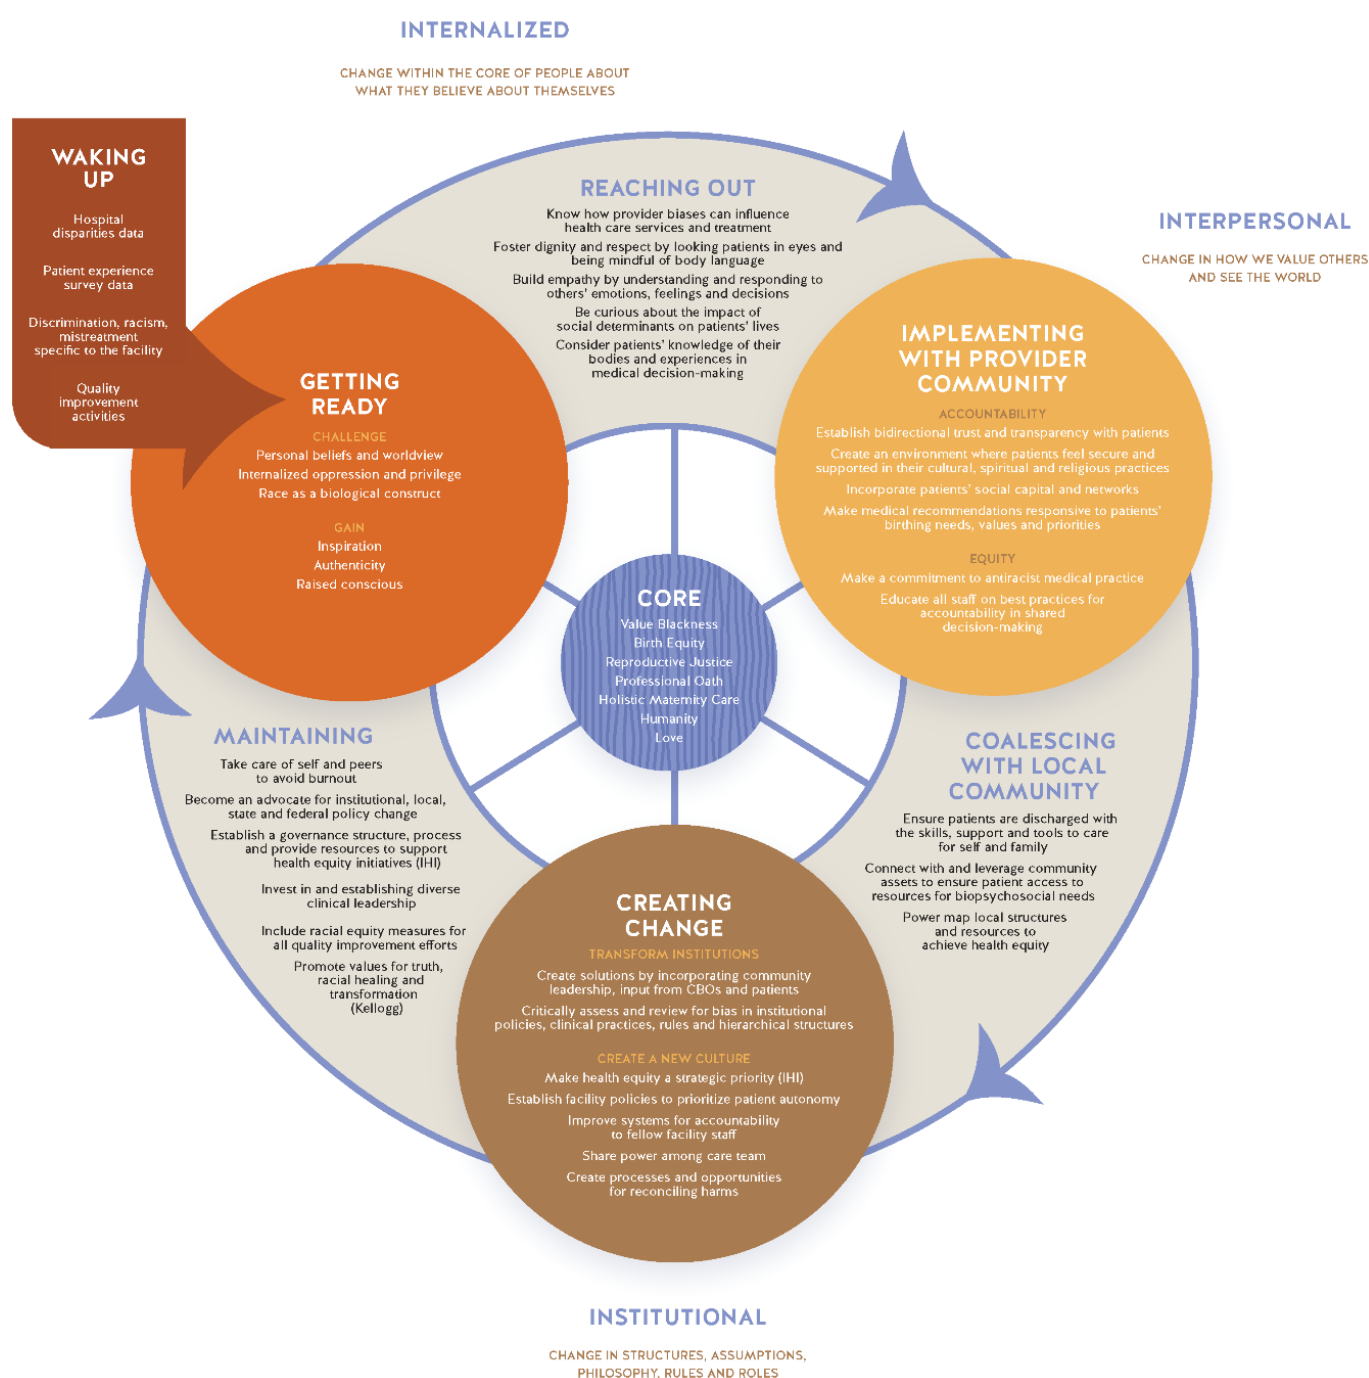 INTERNALIZED
CHANGE WITHIN THE CORE OF PEOPLE ABOUT
WHAT THEY BELIEVE ABOUT THEMSELVES
WAKING
UP
Hospital
disparities data
Patient experience
survey data
Discrimination, racism,
mistreatment
specific to the facility
Quality
improvement
activities
GETTING
READY
CHALLENGE
Personal beliefs and worldview
Internalized oppression and privilege
Race as a biological construct
GAIN
Inspiration
Authenticity
Raised conscious
REACHING OUT
Know how provider biases can influence
health care services and treatment
Foster dignity and respect by looking patients in eyes and
being mindful of body language
Build empathy by understanding and responding to
others' emotions, feelings and decisions
Be curious about the impact of
social determinants on patients' lives
Consider patients' knowledge of their
bodies and experiences in
medical decision-making
INTERPERSONAL
CHANGE IN HOW WE VALUE OTHERS
AND SEE THE WORLD
IMPLEMENTING
WITH PROVIDER
COMMUNITY
ACCOUNTABILITY
Establish bidirectional trust and transparency with patients
Create an environment where patients feel secure and
supported in their cultural, spiritual and religious practices
Incorporate patients' social capital and networks
Make medical recommendations responsive to patients'
birthing needs, values and priorities
EQUITY
Make a commitment to antiracist medical practice
Educate all staff on best practices for
accountability in shared
decision-making
CORE
Value Blackness
Birth Equity
Reproductive Justice
Professional Oath
Holistic Maternity Care
Humanity
Love
COALESCING
WITH LOCAL
COMMUNITY
Ensure patients are discharged with
the skills, support and tools to care
for self and family
Connect with and leverage community
assets to ensure patient access to
resources for biopsychosocial needs
Power map local structures
and resources to
achieve health equity
CREATING
CHANGE
TRANSFORM INSTITUTIONS
Create solutions by incorporating community
leadership, input from CBOs and patients
Critically assess and review for bias in institutional
policies, clinical practices, rules and hierarchical structures
CREATE A NEW CULTURE
Make health equity a strategic priority (IHI)
Establish facility policies to prioritize patient autonomy
Improve systems for accountability
to fellow facility staff
Share power among care team
Create processes and opportunities
for reconciling harms
MAINTAINING
Take care of self and peers
to avoid burnout
Become an advocate for institutional, local,
state and federal policy change
Establish a governance structure, process
and provide resources to support
health equity initiatives (IHI)
Invest in and establishing diverse
clinical leadership
Include racial equity measures for
all quality improvement efforts
Promote values for truth,
racial healing and
transformation
(Kellogg)
INSTITUTIONAL
CHANGE IN STRUCTURES, ASSUMPTIONS,
PHILOSOPHY, RULES AND ROLES